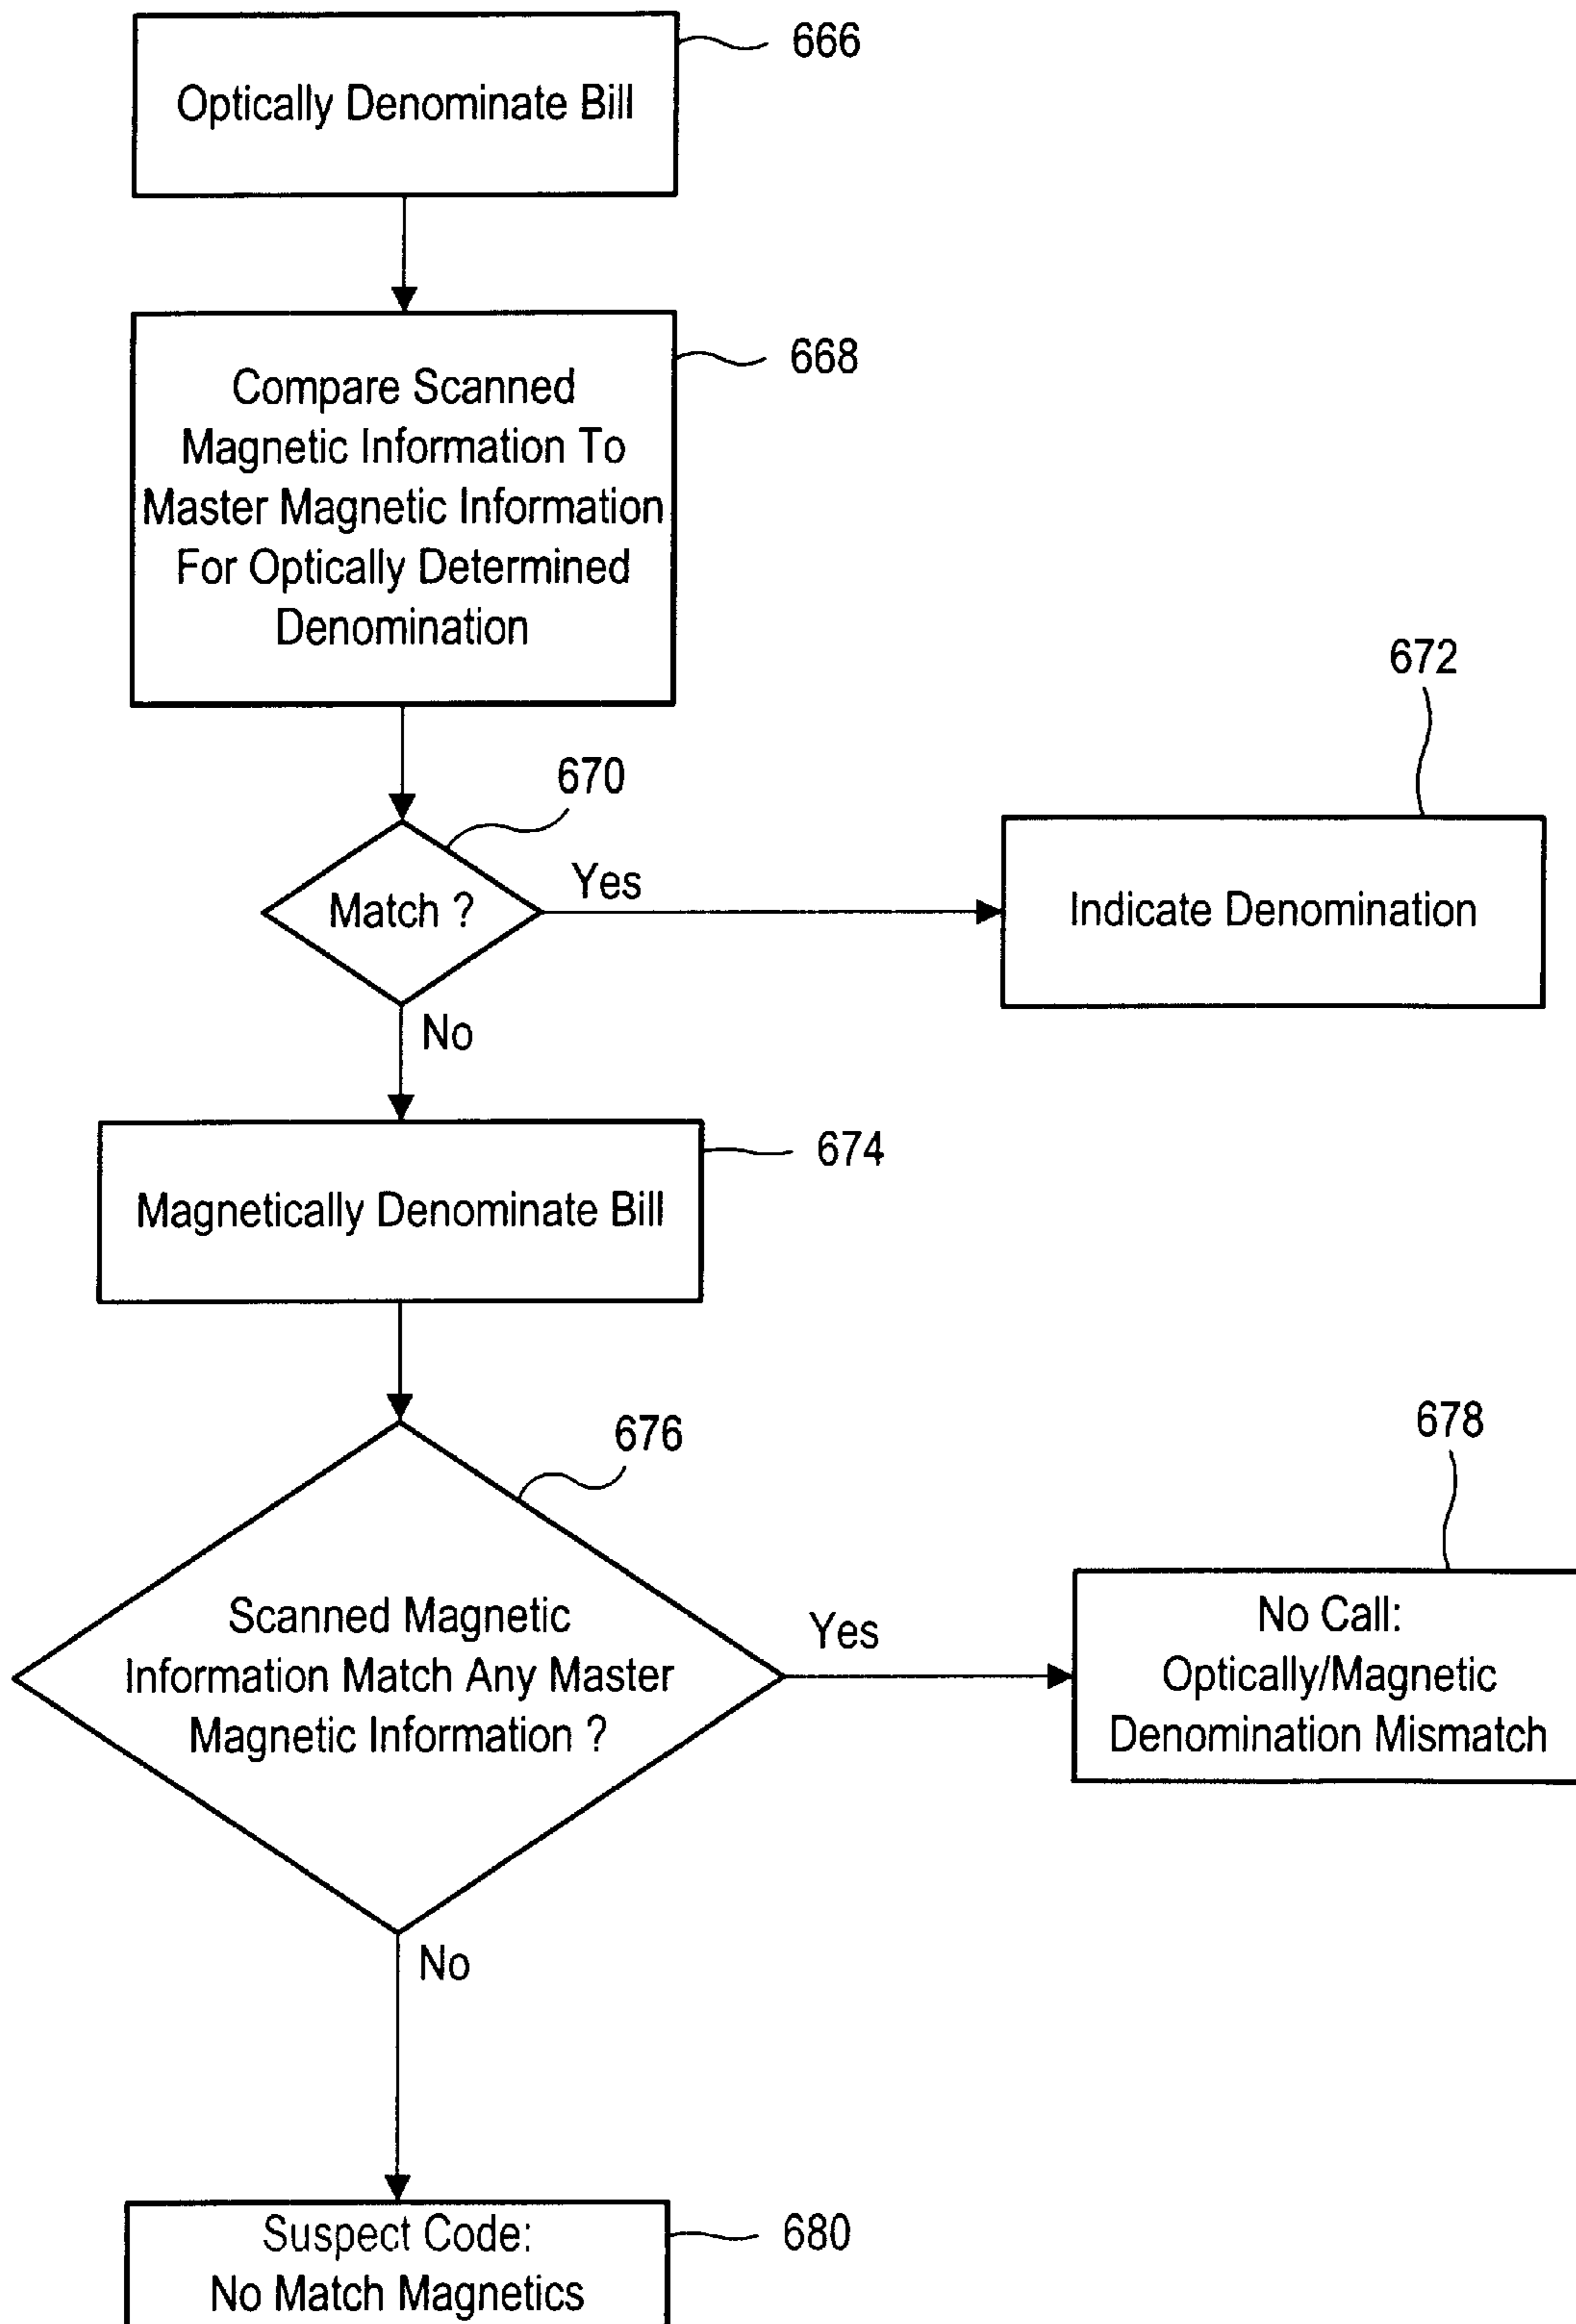 666
Optically Denominate Bill
668
Compare Scanned
Magnetic Information To
Master Magnetic Information
For Optically Determined
Denomination
672
670
Match ?
Yes
Indicate Denomination
No
674
Magnetically Denominate Bill
676
678
Scanned Magnetic
Information Match Any Master
Magnetic Information ?
Yes
No Call:
Optically/Magnetic
Denomination Mismatch
No
Suspect Code:
No Match Magnetics
680